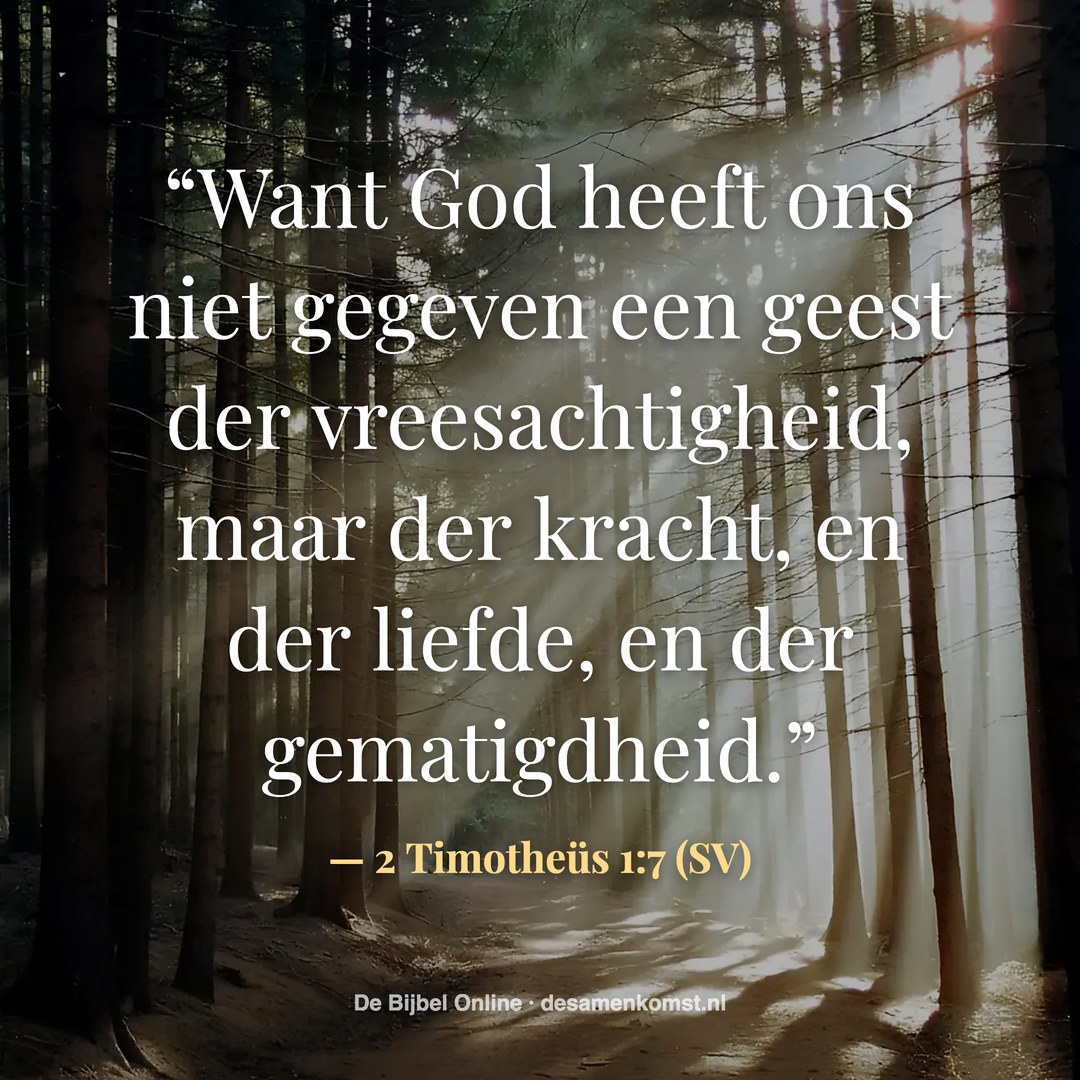 “Want God heeft ons
niet gegeven een geest
der vreesachtigheid,
maar der kracht, en
der liefde, en der
gematigdheid.”
— 2 Timotheüs 1:7 (SV)
De Bijbel Online · desamenkomst.nl